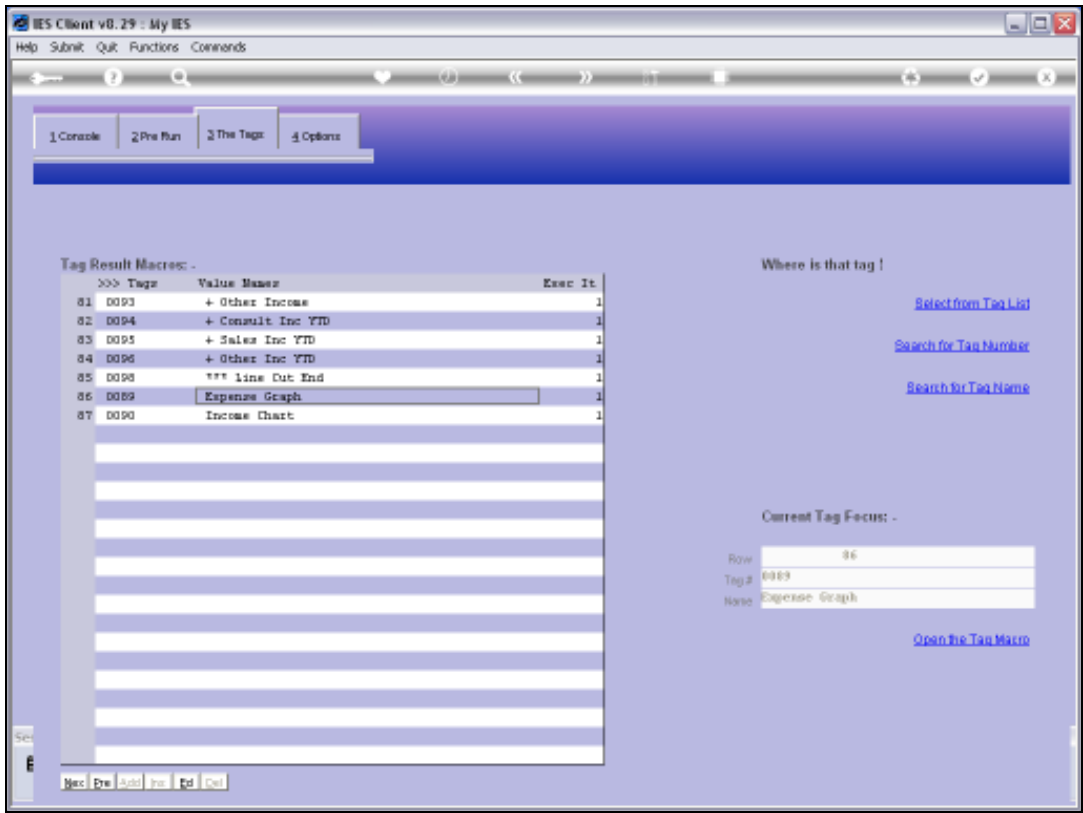 IES Client v8.29 : My IES
Help Submit Quit Functions Commands
1 Console 2 Pre Run 3 The Tags 4 Options
Tag Result Macros: -
>>> Tags Value Names Exec It
81 0093 + Other Income 1
82 0094 + Consult Inc YTD 1
83 0095 + Sales Inc YTD 1
84 0096 + Other Inc YTD 1
85 0098 *** Line Cut End 1
86 0089 Expense Graph 1
87 0090 Income Chart 1
Where is that tag !
Select from Tag List
Search for Tag Number
Search for Tag Name
Current Tag Focus: -
Row 86
Tag # 0089
Name Expense Graph
Open the Tag Macro
Ses
Nex Pre Add Ins Ed Del